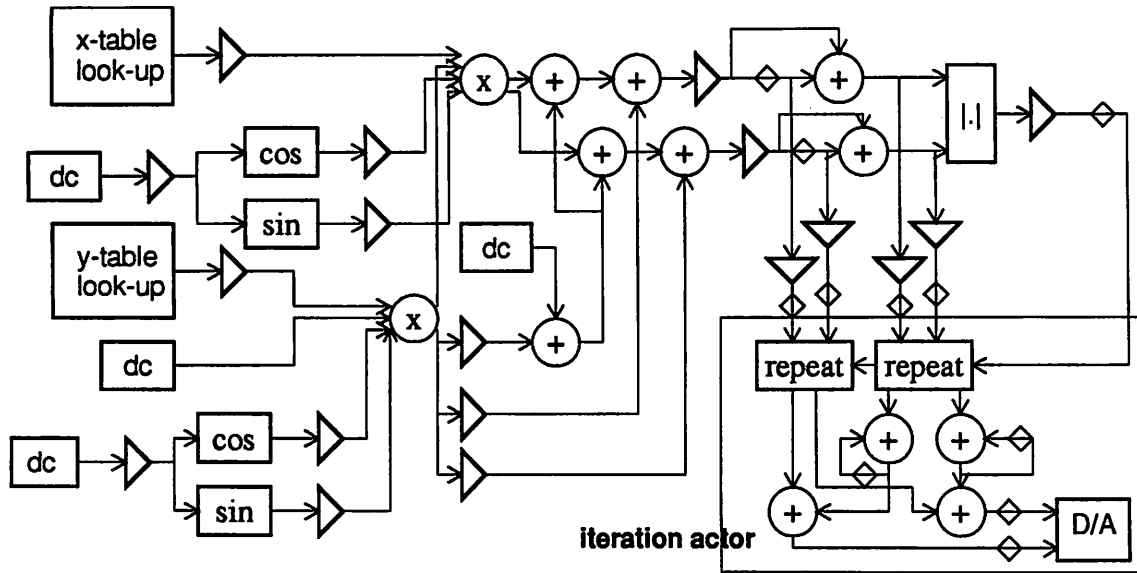 x-table
look-up
x
+
+
+
|.|
dc
cos
sin
+
+
+
y-table
look-up
dc
x
+
dc
repeat
repeat
dc
cos
sin
+
+
+
+
D/A
iteration actor